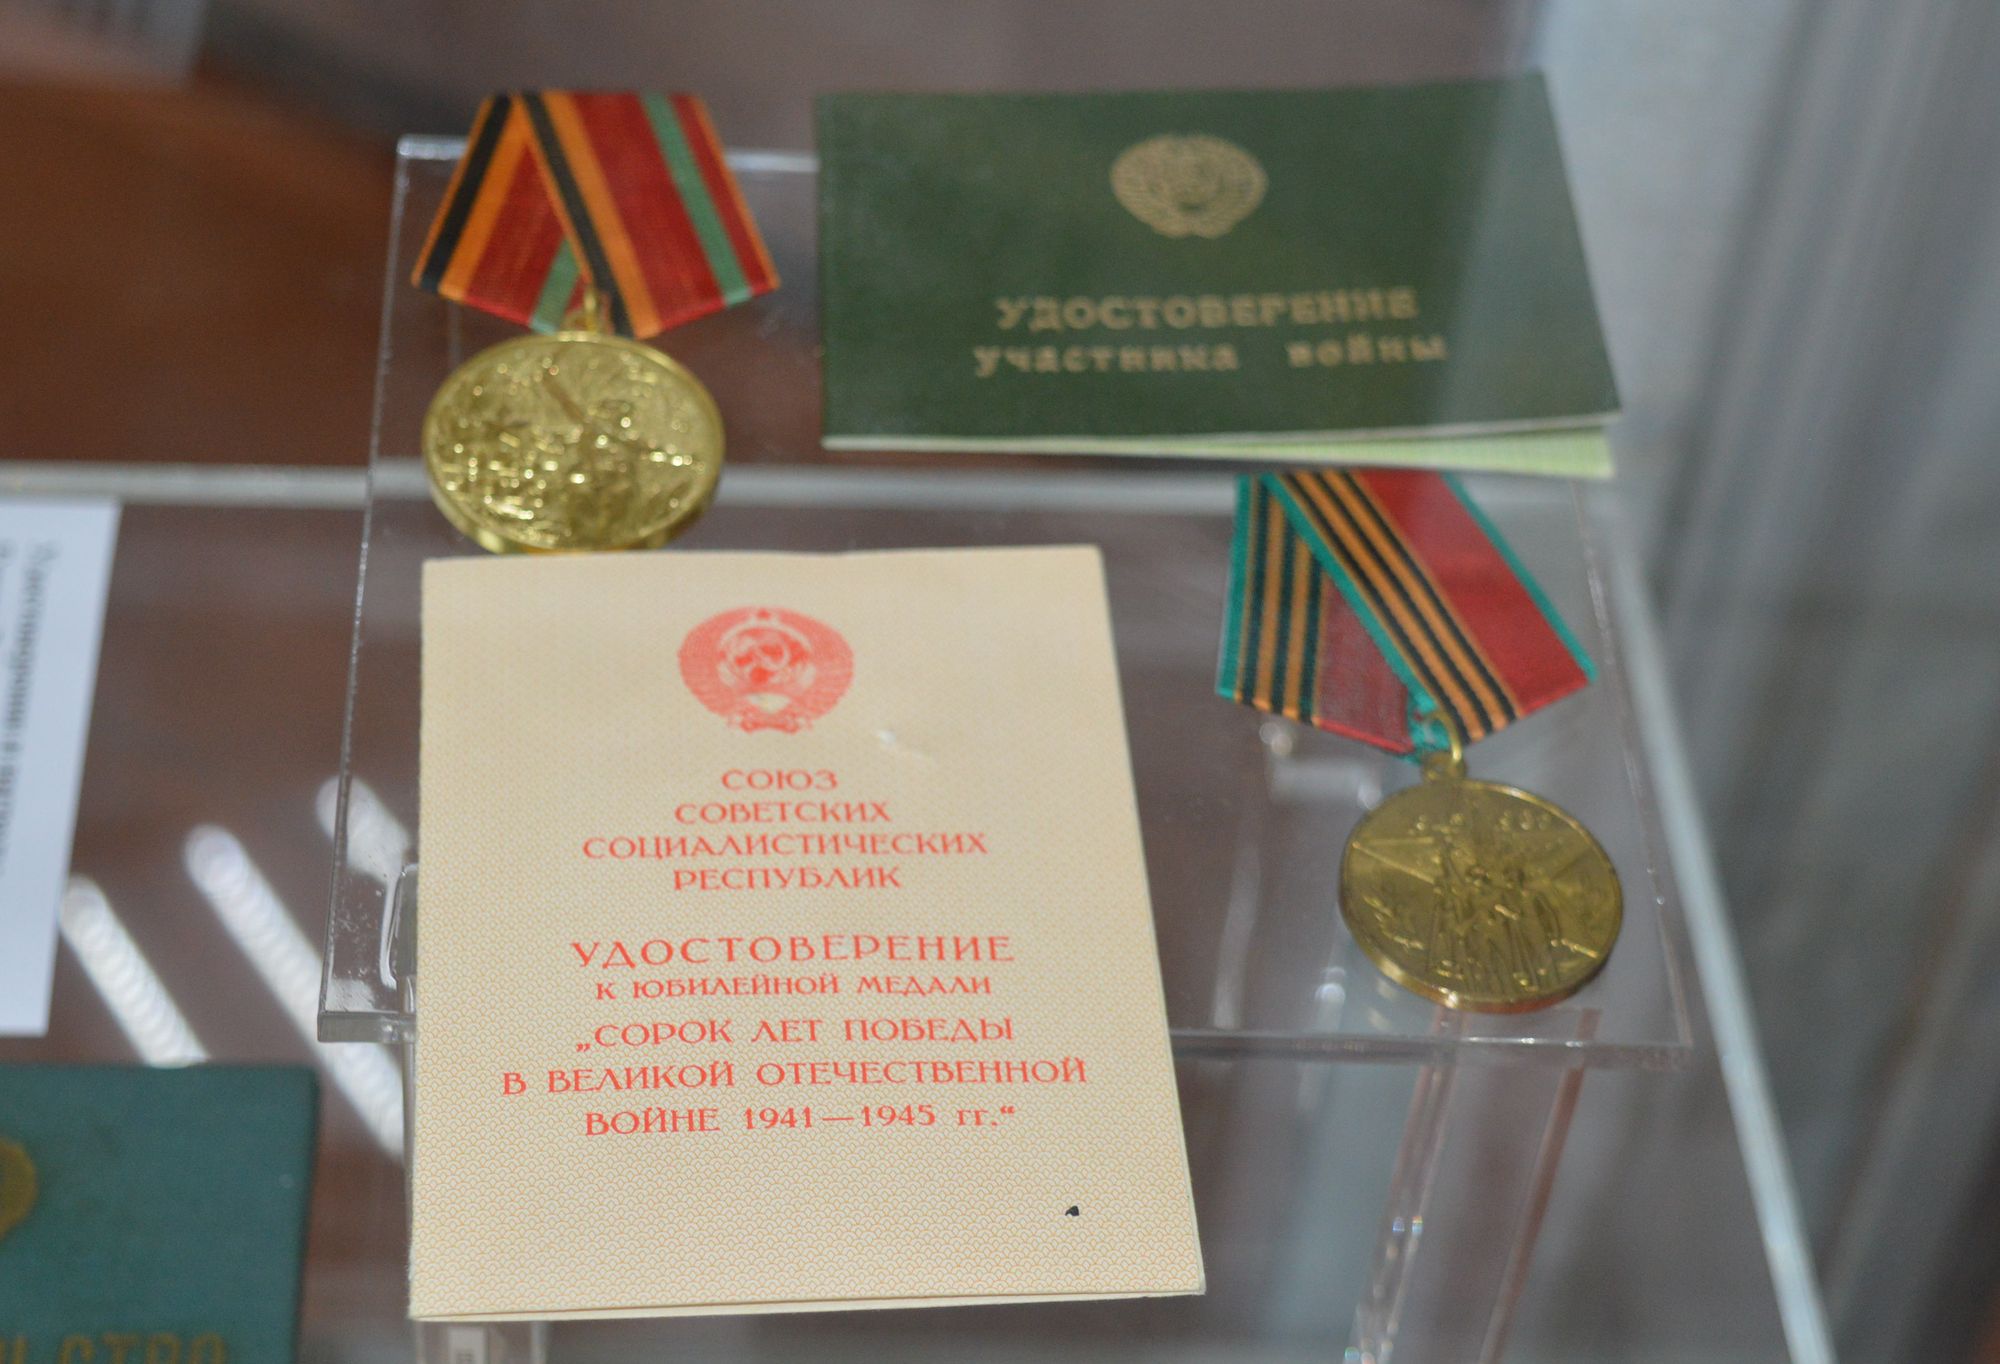 УДОСТОВЕРЕНИЕ
участника войны
СОЮЗ
СОВЕТСКИХ
СОЦИАЛИСТИЧЕСКИХ
РЕСПУБЛИК
УДОСТОВЕРЕНИЕ
К ЮБИЛЕЙНОЙ МЕДАЛИ
„СОРОК ЛЕТ ПОБЕДЫ
В ВЕЛИКОЙ ОТЕЧЕСТВЕННОЙ
ВОЙНЕ 1941—1945 гг.“